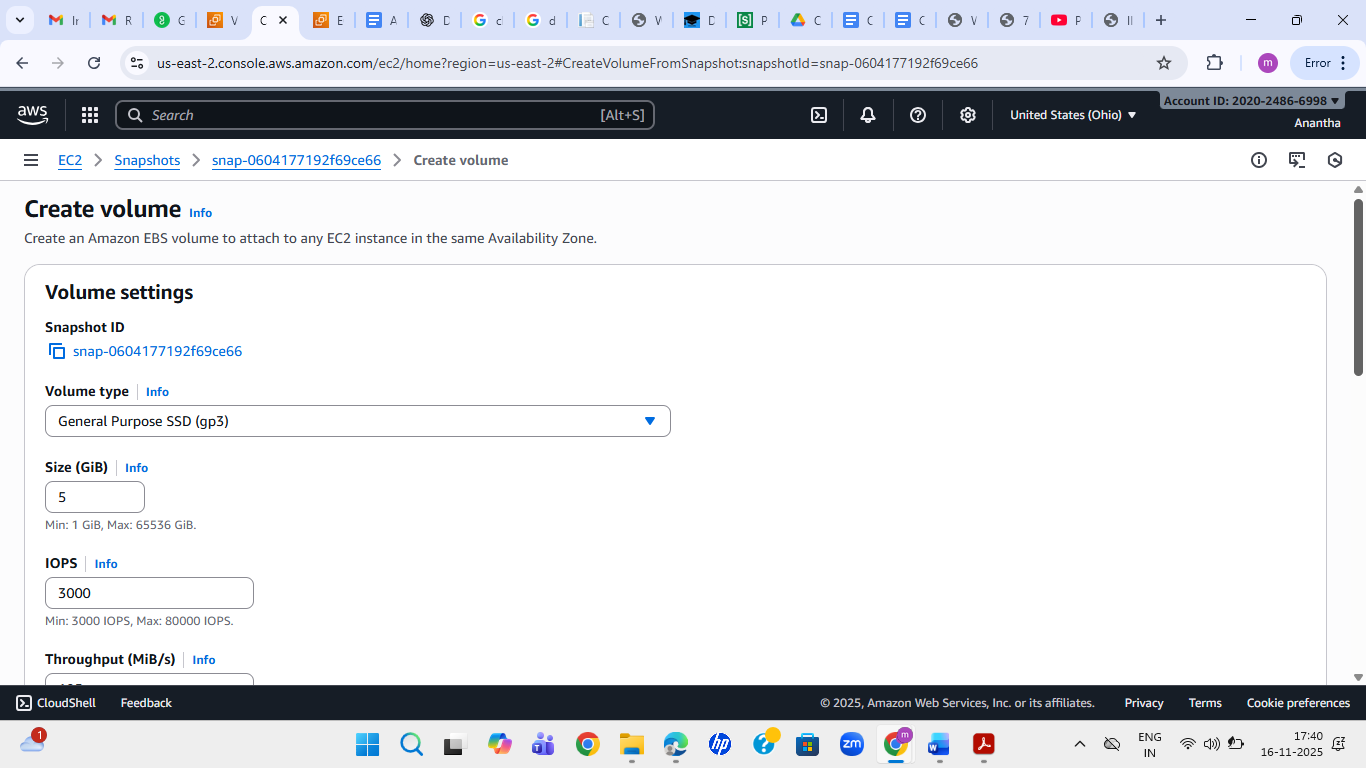 us-east-2.console.aws.amazon.com/ec2/home?region=us-east-2#CreateVolumeFromSnapshot:snapshotId=snap-0604177192f69ce66
m
Error
aws
Search
[Alt+S]
United States (Ohio)
Account ID: 2020-2486-6998
Anantha
EC2
Snapshots
snap-0604177192f69ce66
Create volume
Create volume Info
Create an Amazon EBS volume to attach to any EC2 instance in the same Availability Zone.
Volume settings
Snapshot ID
snap-0604177192f69ce66
Volume type Info
General Purpose SSD (gp3)
Size (GiB) Info
5
Min: 1 GiB, Max: 65536 GiB.
IOPS Info
3000
Min: 3000 IOPS, Max: 80000 IOPS.
Throughput (MiB/s) Info
CloudShell
Feedback
© 2025, Amazon Web Services, Inc. or its affiliates.
Privacy
Terms
Cookie preferences
1
hp
zm
m
ENG
IN
17:40
16-11-2025